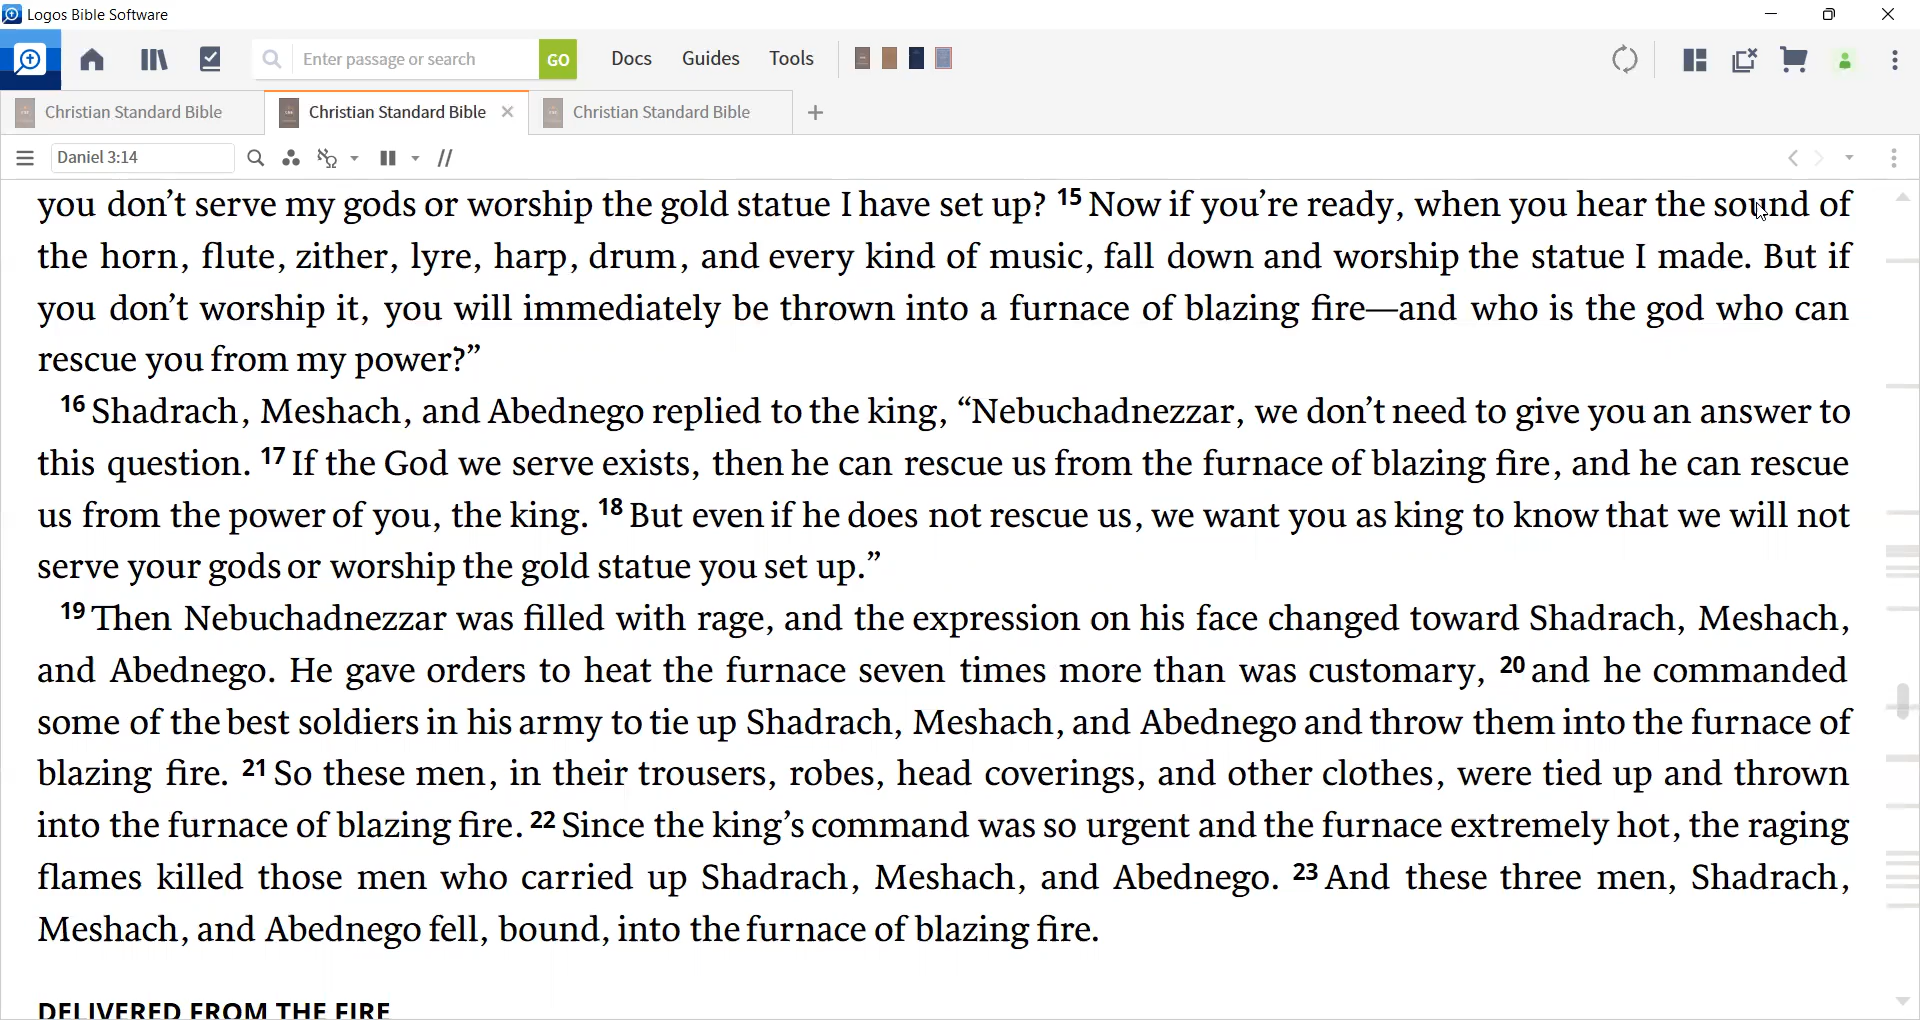 Logos Bible Software
Enter passage or search
GO
Docs
Guides
Tools
Christian Standard Bible
Christian Standard Bible
Christian Standard Bible
Daniel 3:14
you don’t serve my gods or worship the gold statue I have set up? 15 Now if you’re ready, when you hear the sound of
the horn, flute, zither, lyre, harp, drum, and every kind of music, fall down and worship the statue I made. But if
you don’t worship it, you will immediately be thrown into a furnace of blazing fire—and who is the god who can
rescue you from my power?”
16 Shadrach, Meshach, and Abednego replied to the king, “Nebuchadnezzar, we don’t need to give you an answer to
this question. 17 If the God we serve exists, then he can rescue us from the furnace of blazing fire, and he can rescue
us from the power of you, the king. 18 But even if he does not rescue us, we want you as king to know that we will not
serve your gods or worship the gold statue you set up.”
19 Then Nebuchadnezzar was filled with rage, and the expression on his face changed toward Shadrach, Meshach,
and Abednego. He gave orders to heat the furnace seven times more than was customary, 20 and he commanded
some of the best soldiers in his army to tie up Shadrach, Meshach, and Abednego and throw them into the furnace of
blazing fire. 21 So these men, in their trousers, robes, head coverings, and other clothes, were tied up and thrown
into the furnace of blazing fire. 22 Since the king’s command was so urgent and the furnace extremely hot, the raging
flames killed those men who carried up Shadrach, Meshach, and Abednego. 23 And these three men, Shadrach,
Meshach, and Abednego fell, bound, into the furnace of blazing fire.
DELIVERED FROM THE FIRE